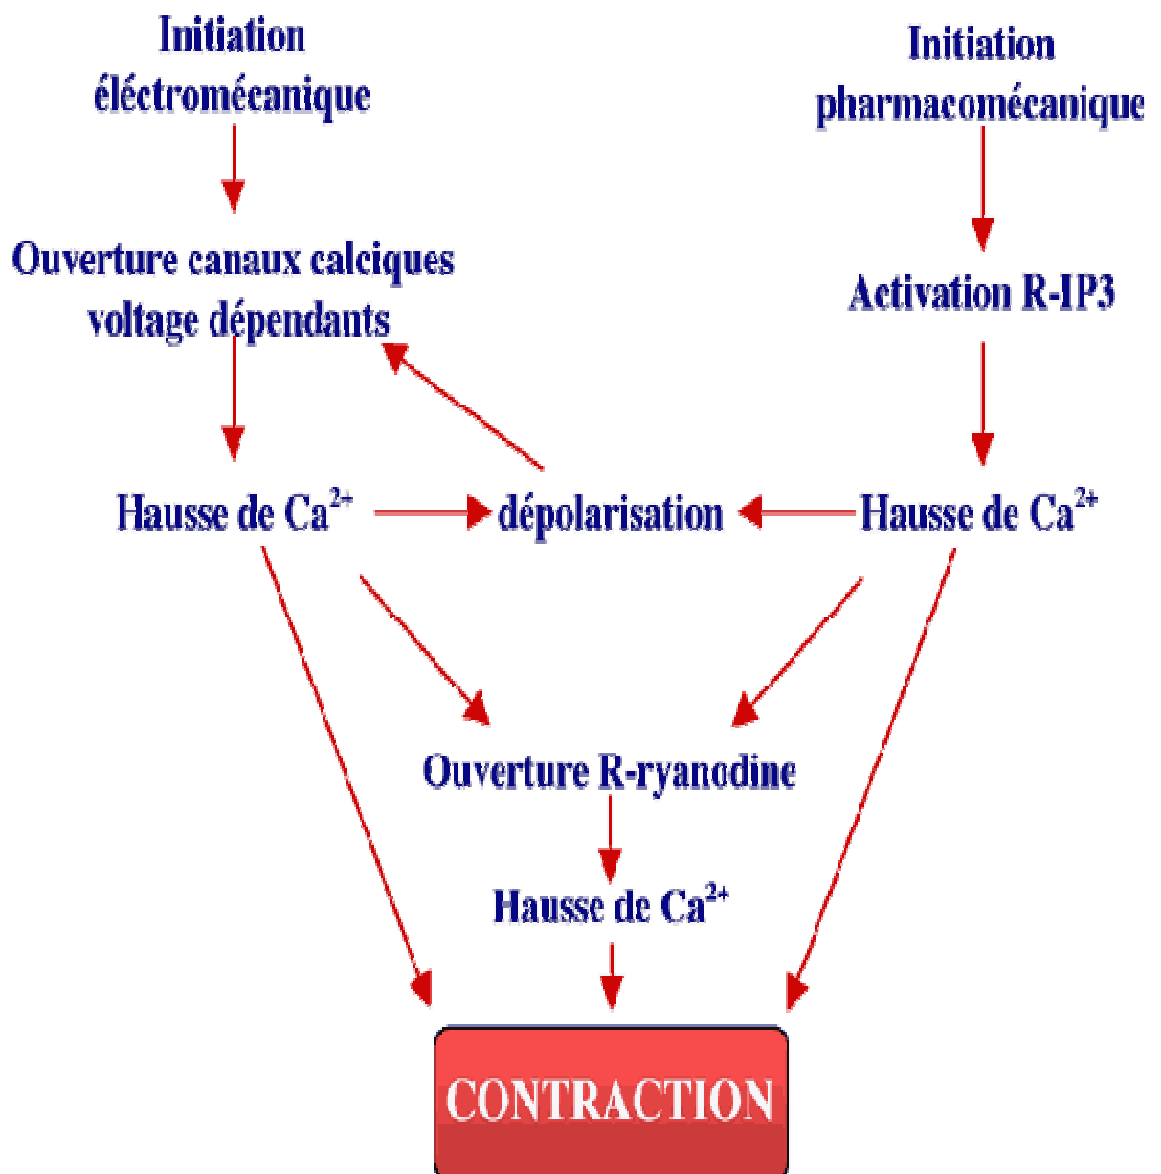 Initiation
éléctromécanique
Initiation
pharmacomécanique
Ouverture canaux calciques
voltage dépendants
Activation R-IP3
Hausse de Ca²⁺
dépolarisation
Hausse de Ca²⁺
Ouverture R-ryanodine
Hausse de Ca²⁺
CONTRACTION